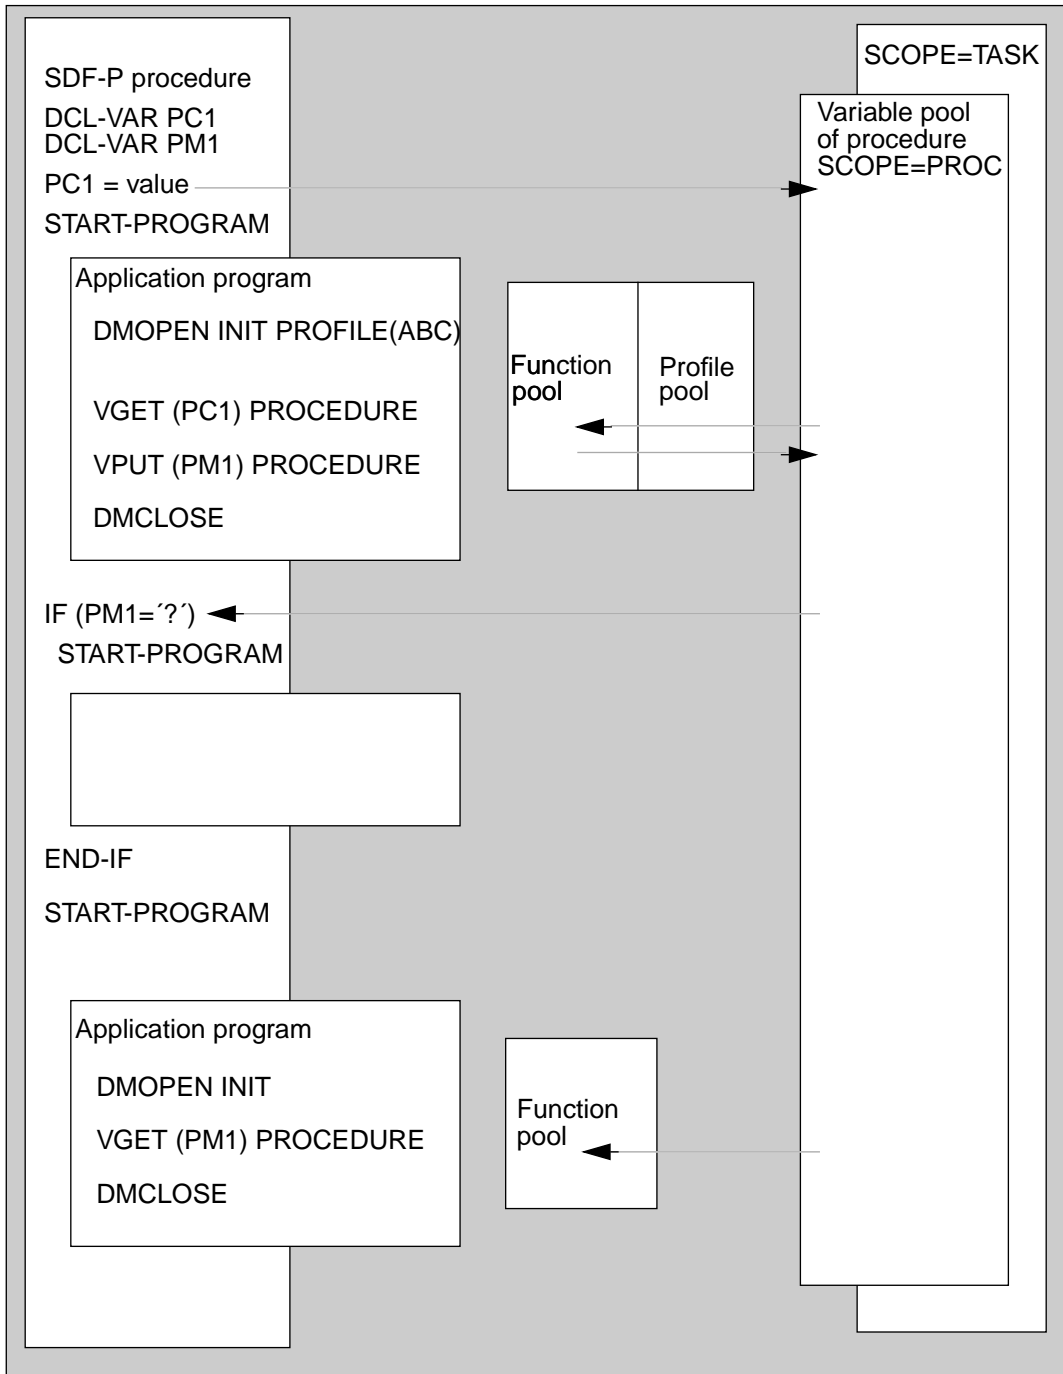 SDF-P procedure
DCL-VAR PC1
DCL-VAR PM1
PC1 = value
START-PROGRAM
Application program
DMOPEN INIT PROFILE(ABC)
VGET (PC1) PROCEDURE
VPUT (PM1) PROCEDURE
DMCLOSE
Function
pool
Profile
pool
SCOPE=TASK
Variable pool
of procedure
SCOPE=PROC
IF (PM1=´?´)
START-PROGRAM
END-IF
START-PROGRAM
Application program
DMOPEN INIT
VGET (PM1) PROCEDURE
DMCLOSE
Function
pool